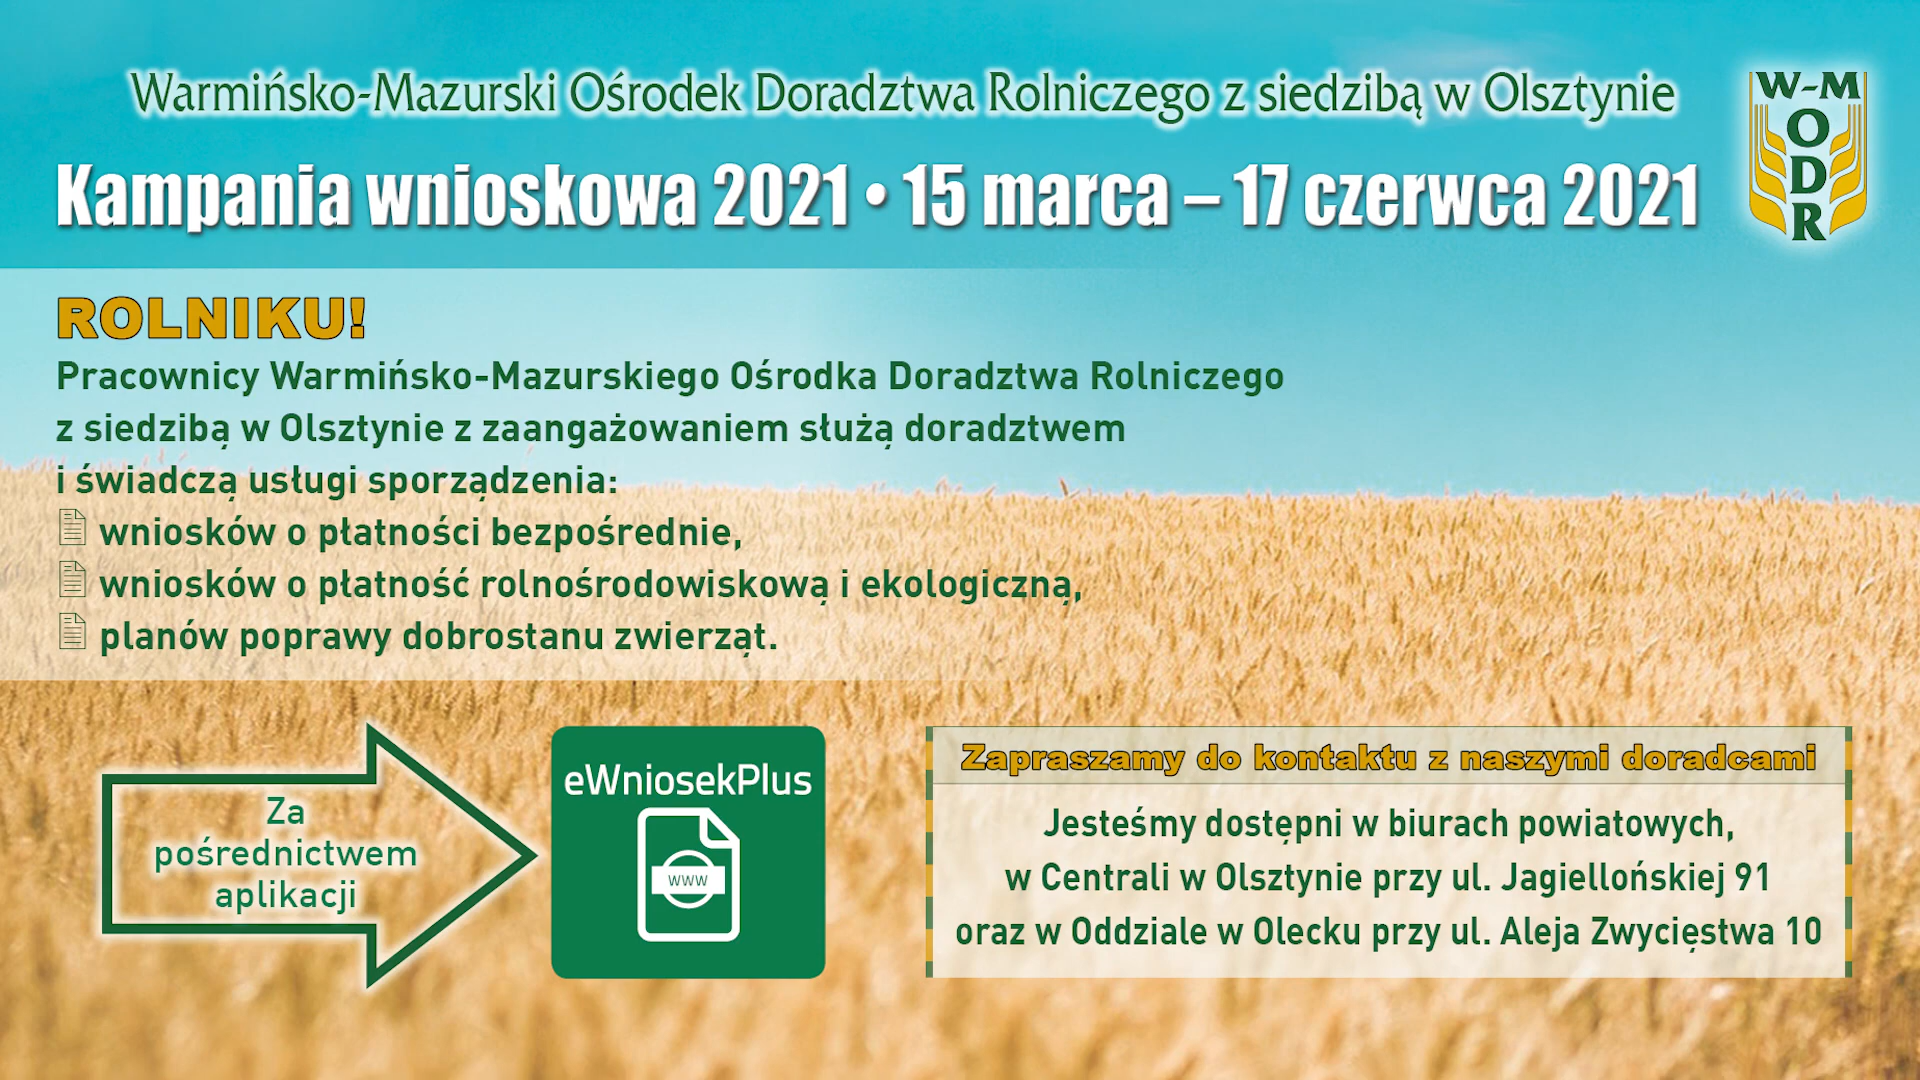 Warmińsko-Mazurski Ośrodek Doradztwa Rolniczego z siedzibą w Olsztynie
W-M
O
D
R
Kampania wnioskowa 2021 • 15 marca – 17 czerwca 2021
ROLNIKU!
Pracownicy Warmińsko-Mazurskiego Ośrodka Doradztwa Rolniczego
z siedzibą w Olsztynie z zaangażowaniem służą doradztwem
i świadczą usługi sporządzenia:
wniosków o płatności bezpośrednie,
wniosków o płatność rolnośrodowiskową i ekologiczną,
planów poprawy dobrostanu zwierząt.
Za
pośrednictwem
aplikacji
eWniosekPlus
www
Zapraszamy do kontaktu z naszymi doradcami
Jesteśmy dostępni w biurach powiatowych,
w Centrali w Olsztynie przy ul. Jagiellońskiej 91
oraz w Oddziale w Olecku przy ul. Aleja Zwycięstwa 10